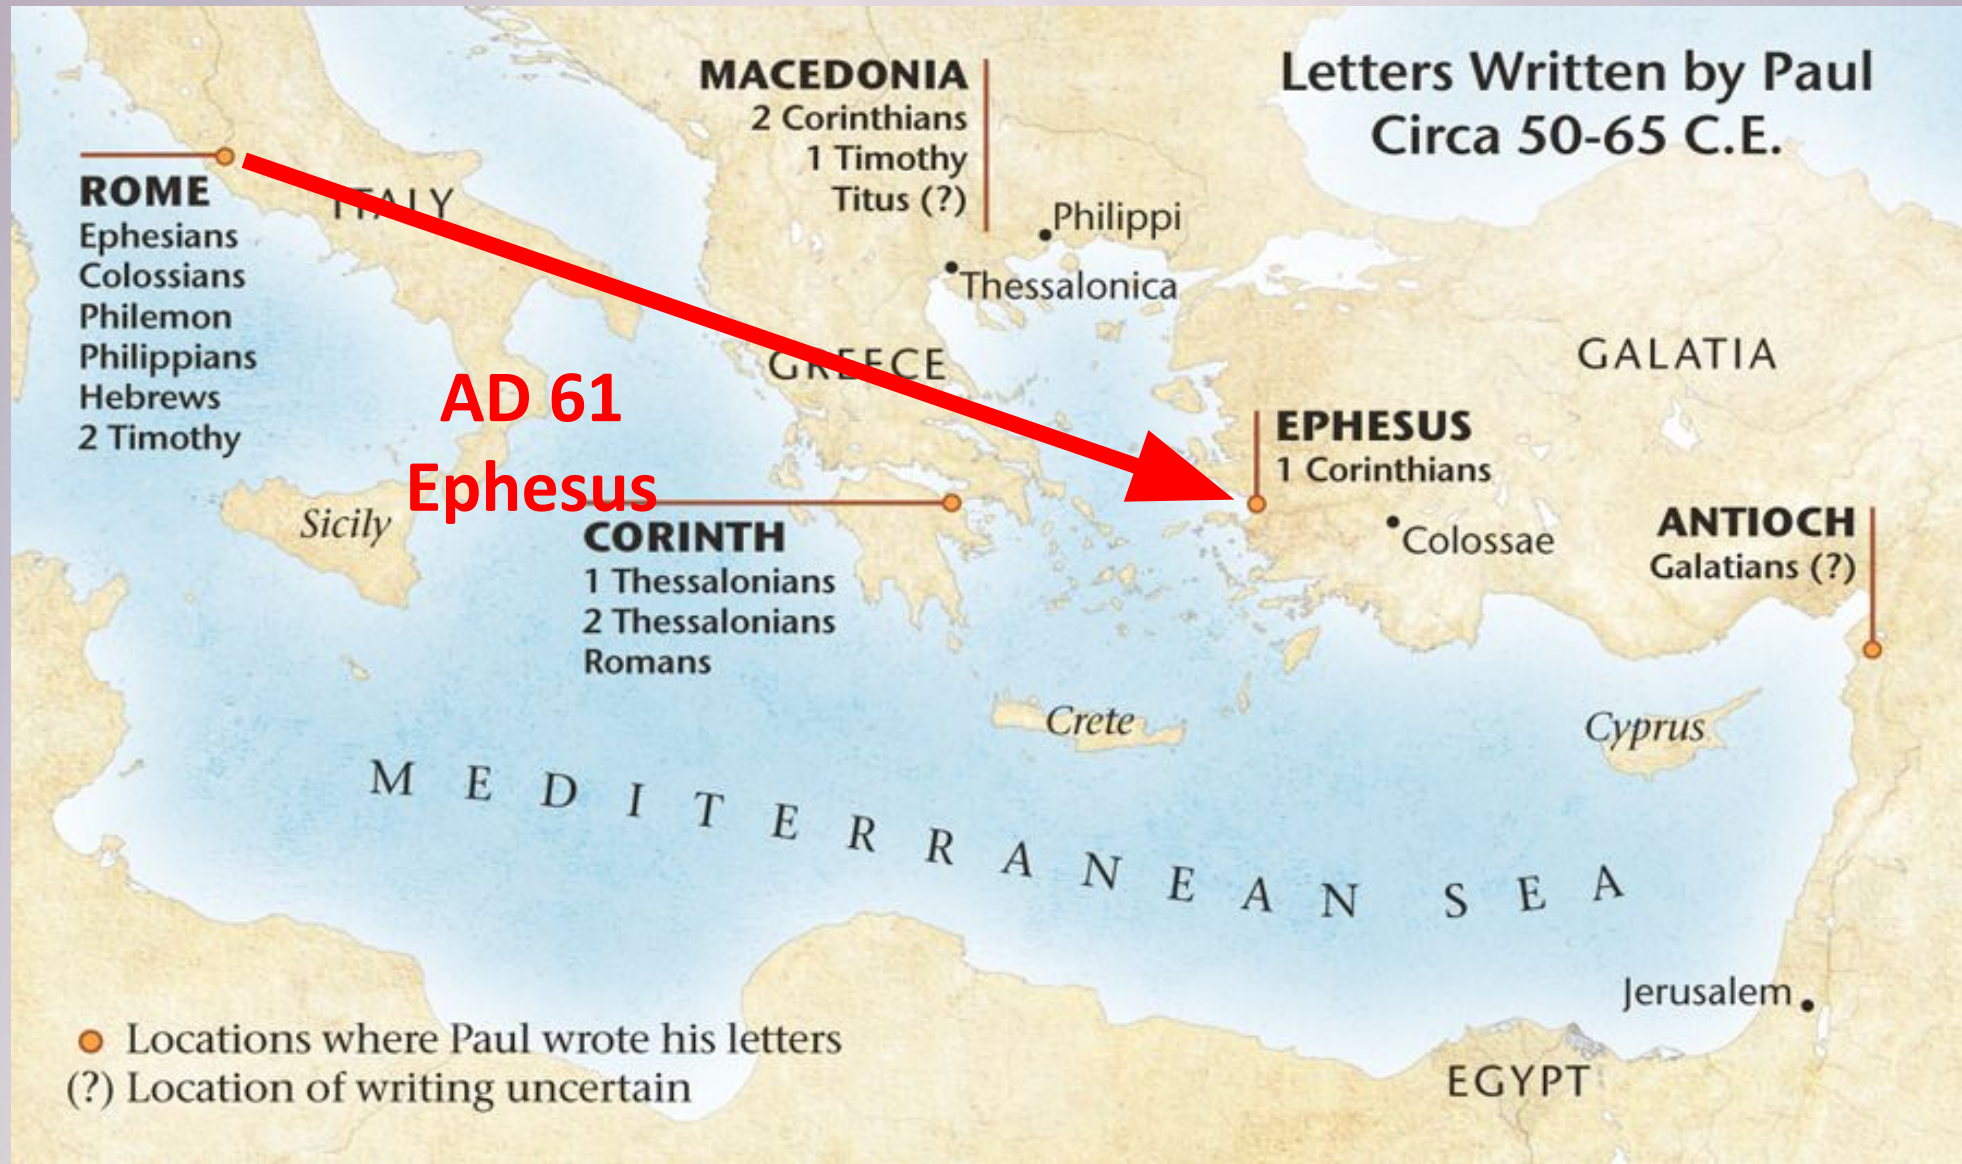 Letters Written by Paul
Circa 50-65 C.E.
MACEDONIA
2 Corinthians
1 Timothy
Titus (?)
Philippi
Thessalonica
ROME
Ephesians
Colossians
Philemon
Philippians
Hebrews
2 Timothy
ITALY
GREECE
GALATIA
AD 61
Ephesus
EPHESUS
1 Corinthians
Colossae
ANTIOCH
Galatians (?)
Sicily
CORINTH
1 Thessalonians
2 Thessalonians
Romans
Crete
Cyprus
MEDITERRANEAN SEA
Jerusalem
EGYPT
Locations where Paul wrote his letters
(?) Location of writing uncertain